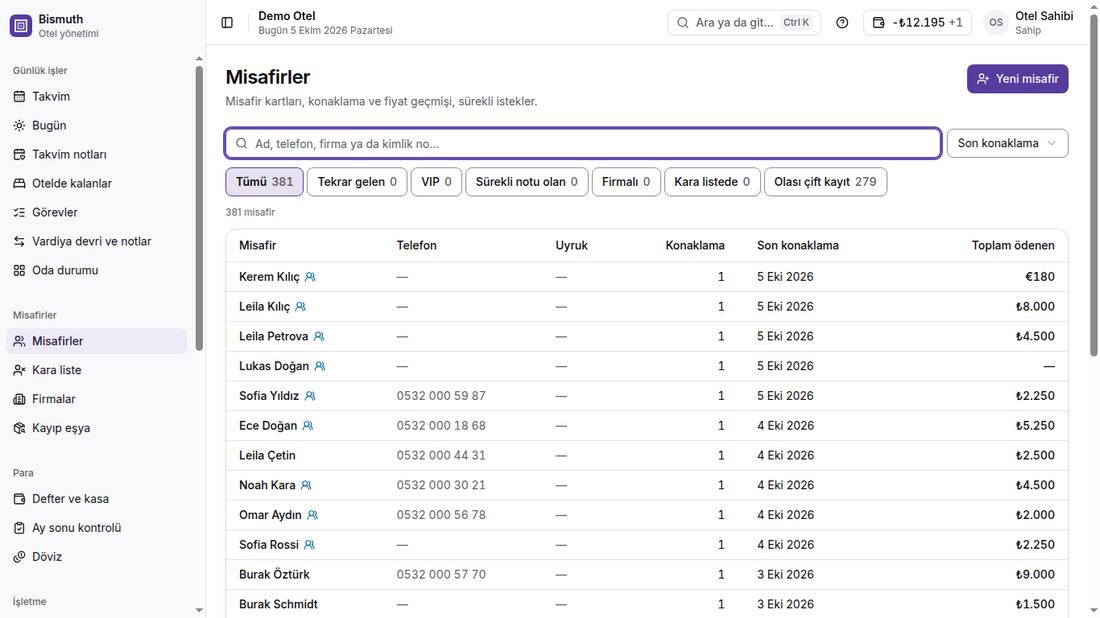 Bismuth
Otel yönetimi
Günlük işler
Takvim
Bugün
Takvim notları
Otelde kalanlar
Görevler
Vardiya devri ve notlar
Oda durumu
Misafirler
Misafirler
Kara liste
Firmalar
Kayıp eşya
Para
Defter ve kasa
Ay sonu kontrolü
Döviz
İşletme
Demo Otel
Bugün 5 Ekim 2026 Pazartesi
Ara ya da git... Ctrl K
-₺12.195 +1
OS
Otel Sahibi
Sahip
Misafirler
Misafir kartları, konaklama ve fiyat geçmişi, sürekli istekler.
Yeni misafir
Ad, telefon, firma ya da kimlik no...
Son konaklama
Tümü 381 Tekrar gelen 0 VIP 0 Sürekli notu olan 0 Firmalı 0 Kara listede 0 Olası çift kayıt 279
381 misafir
Misafir Telefon Uyruk Konaklama Son konaklama Toplam ödenen
Kerem Kılıç — — 1 5 Eki 2026 €180
Leila Kılıç — — 1 5 Eki 2026 ₺8.000
Leila Petrova — — 1 5 Eki 2026 ₺4.500
Lukas Doğan — — 1 5 Eki 2026 —
Sofia Yıldız 0532 000 59 87 — 1 5 Eki 2026 ₺2.250
Ece Doğan 0532 000 18 68 — 1 4 Eki 2026 ₺5.250
Leila Çetin 0532 000 44 31 — 1 4 Eki 2026 ₺2.500
Noah Kara 0532 000 30 21 — 1 4 Eki 2026 ₺4.500
Omar Aydın 0532 000 56 78 — 1 4 Eki 2026 ₺2.000
Sofia Rossi — — 1 4 Eki 2026 ₺2.250
Burak Öztürk 0532 000 57 70 — 1 3 Eki 2026 ₺9.000
Burak Schmidt — — 1 3 Eki 2026 ₺1.500